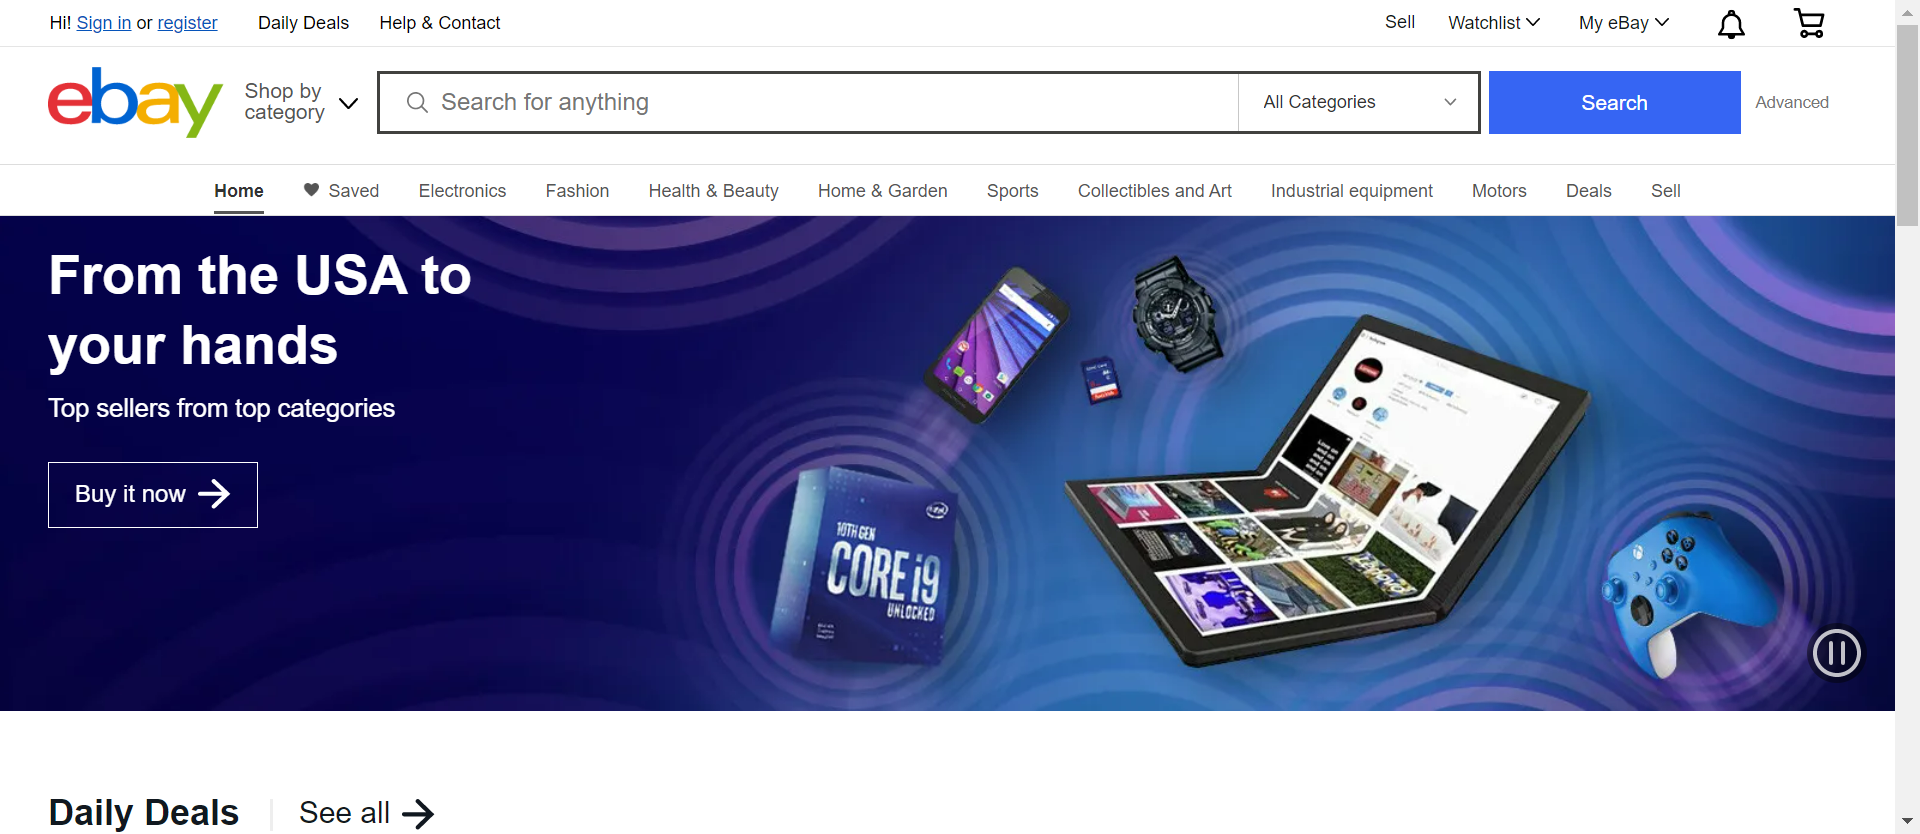 Hi! Sign in or register Daily Deals Help & Contact Sell Watchlist My eBay
ebay
Shop by
category
Search for anything
All Categories
Search
Advanced
Home Saved Electronics Fashion Health & Beauty Home & Garden Sports Collectibles and Art Industrial equipment Motors Deals Sell
From the USA to
your hands
Top sellers from top categories
Buy it now
intel
10TH GEN
CORE i9
UNLOCKED
Daily Deals
See all